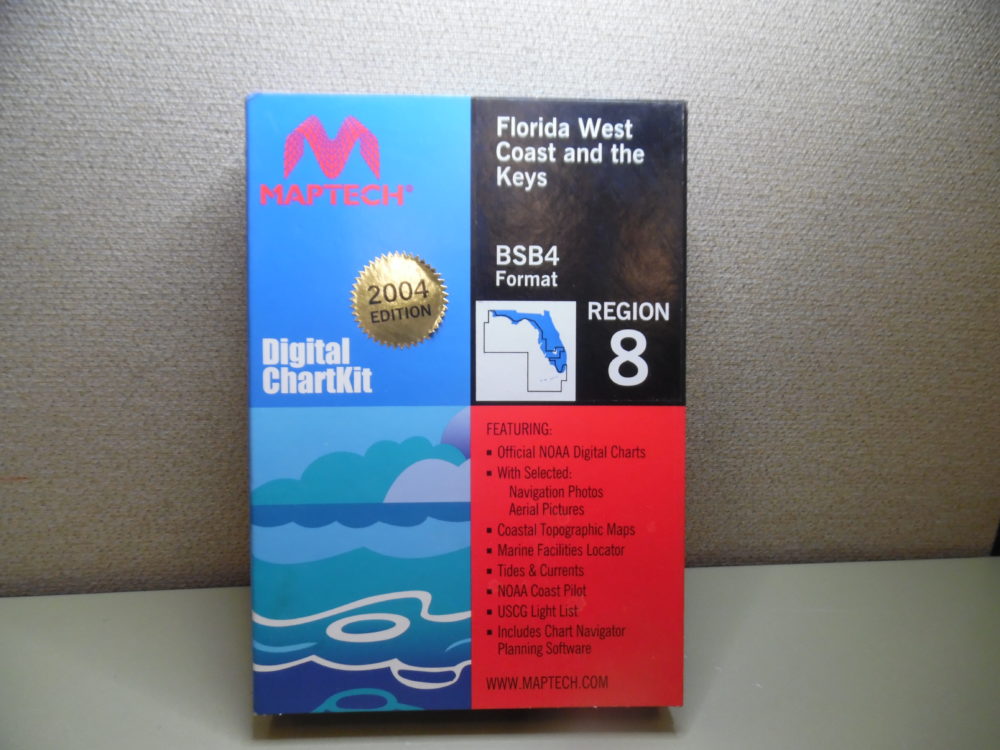 MAPTECH®
2004
EDITION
Digital
ChartKit
Florida West
Coast and the
Keys
BSB4
Format
REGION
8
FEATURING:
▪ Official NOAA Digital Charts
▪ With Selected:
Navigation Photos
Aerial Pictures
▪ Coastal Topographic Maps
▪ Marine Facilities Locator
▪ Tides & Currents
▪ NOAA Coast Pilot
▪ USCG Light List
▪ Includes Chart Navigator
Planning Software
WWW.MAPTECH.COM